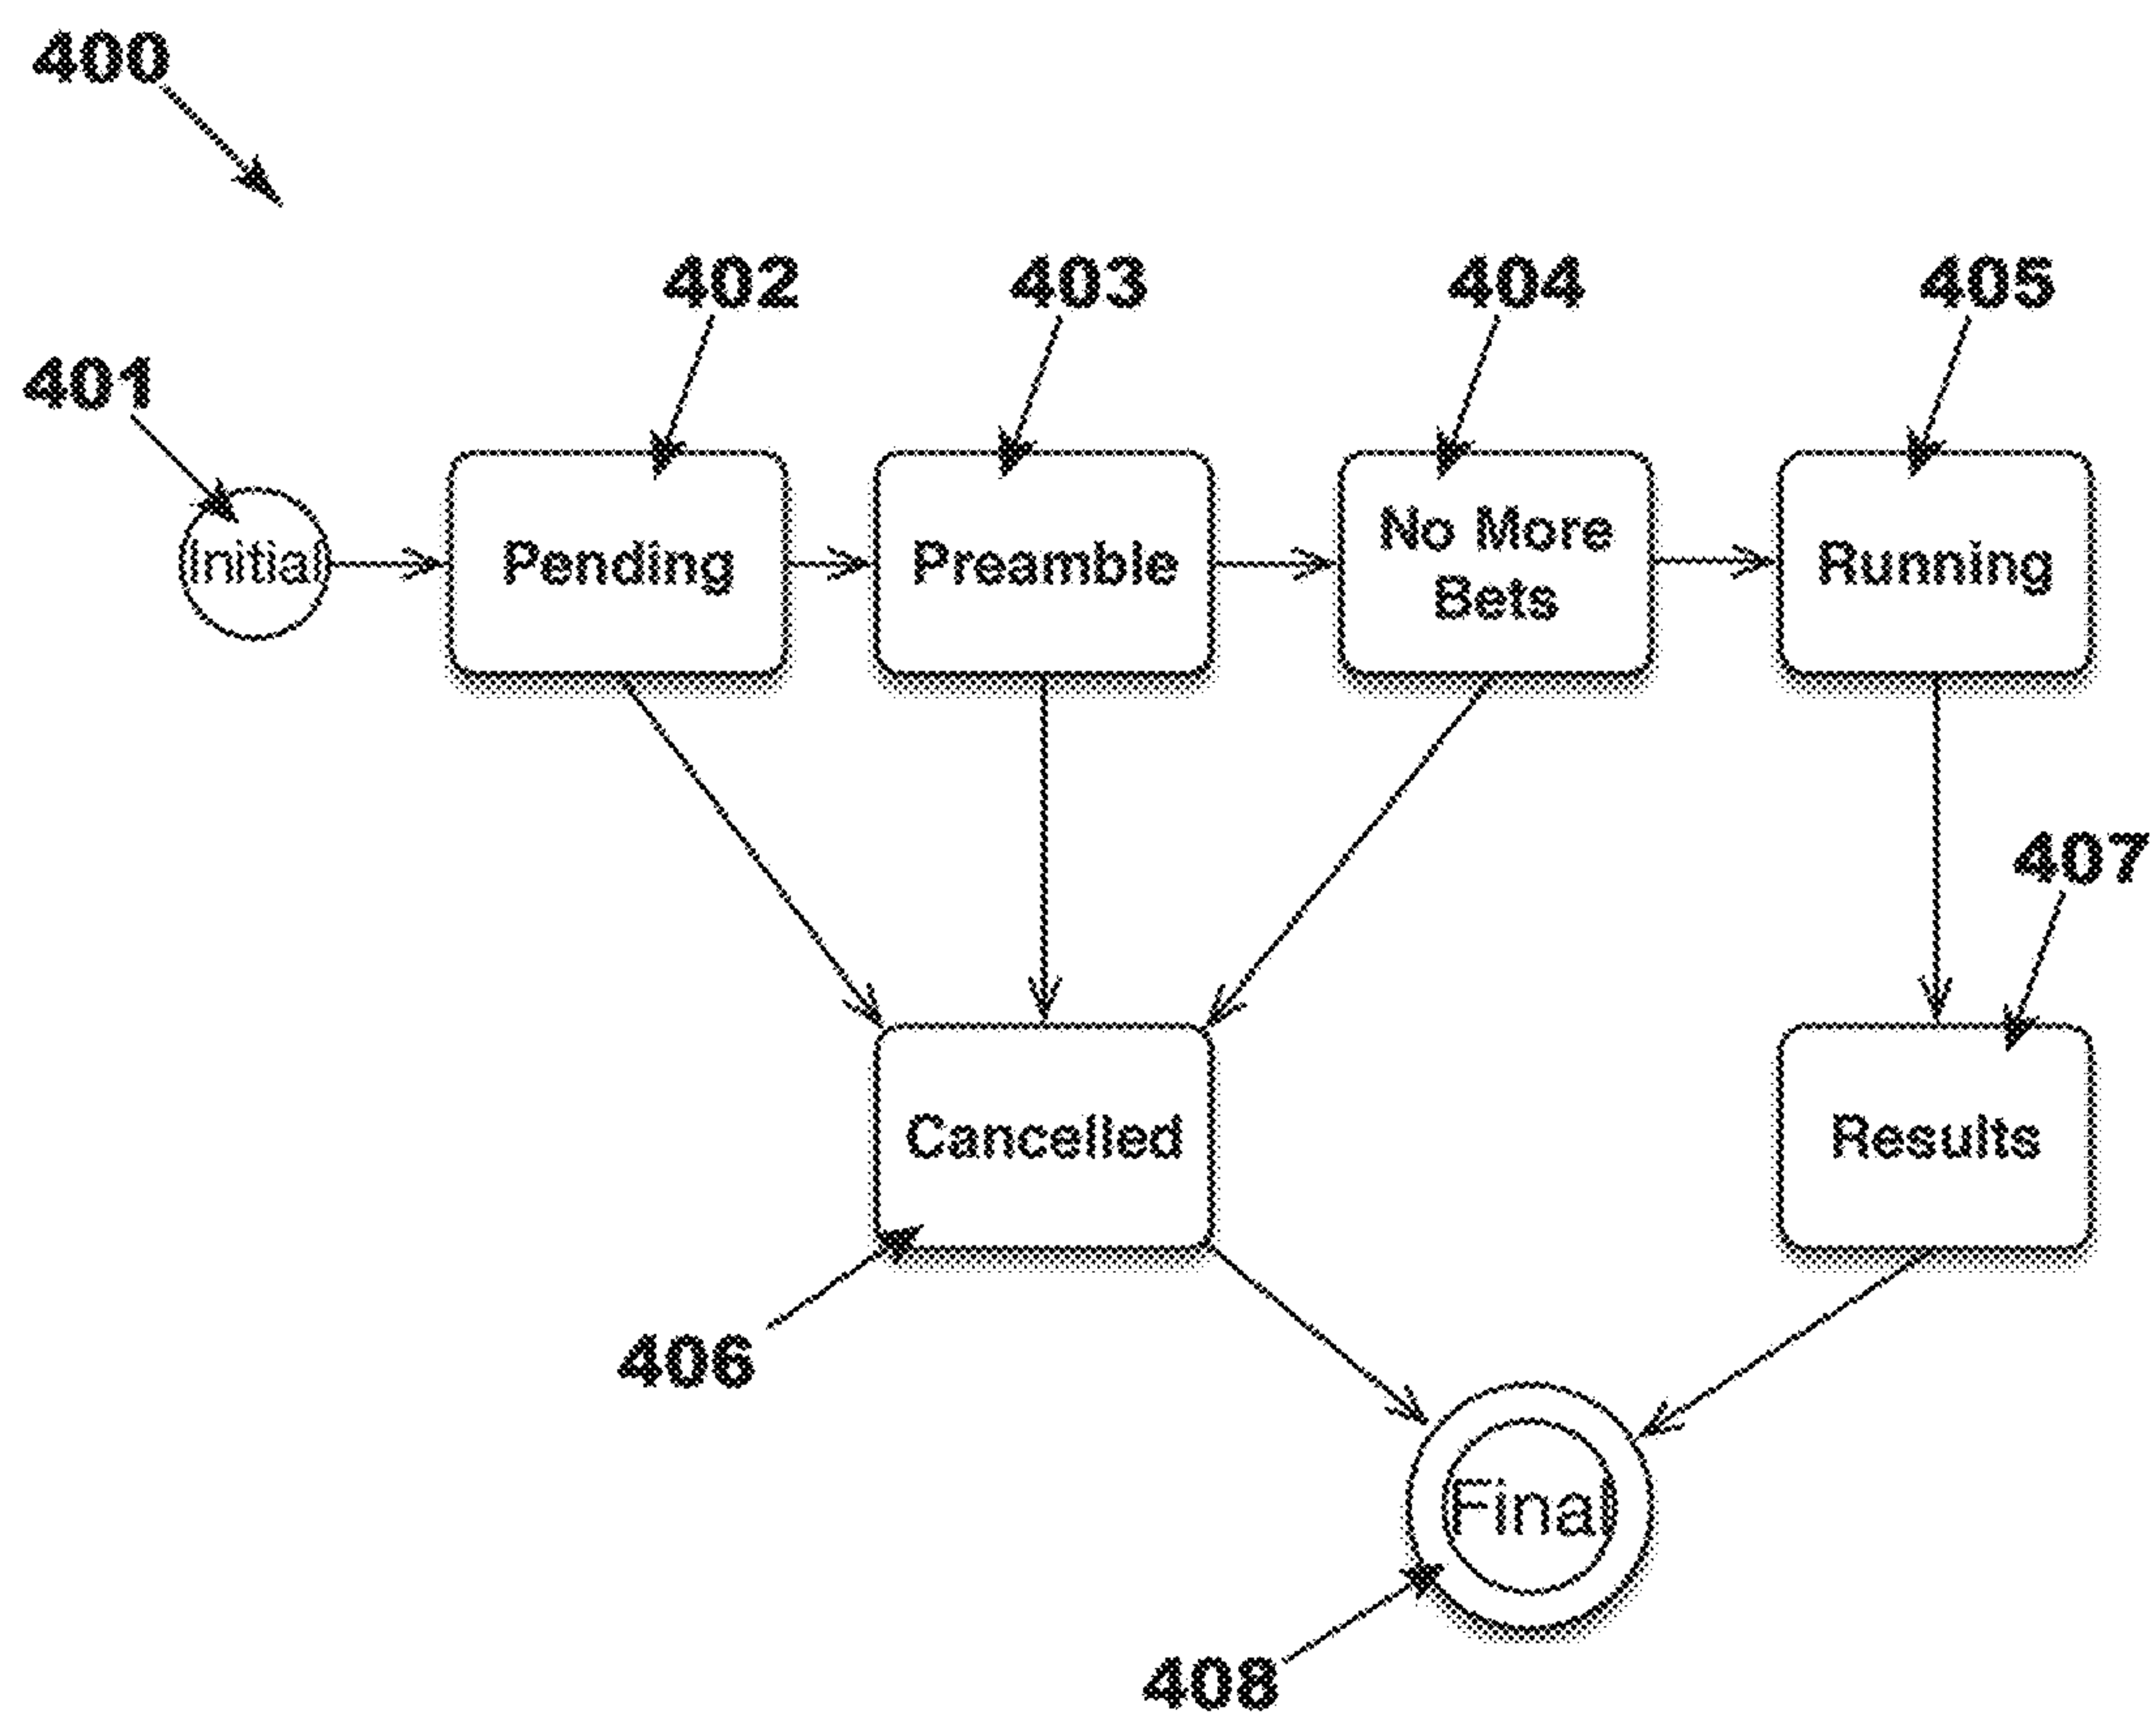 400
402
403
404
405
401
Initial
Pending
Preamble
No More
Bets
Running
407
Cancelled
Results
406
Final
408